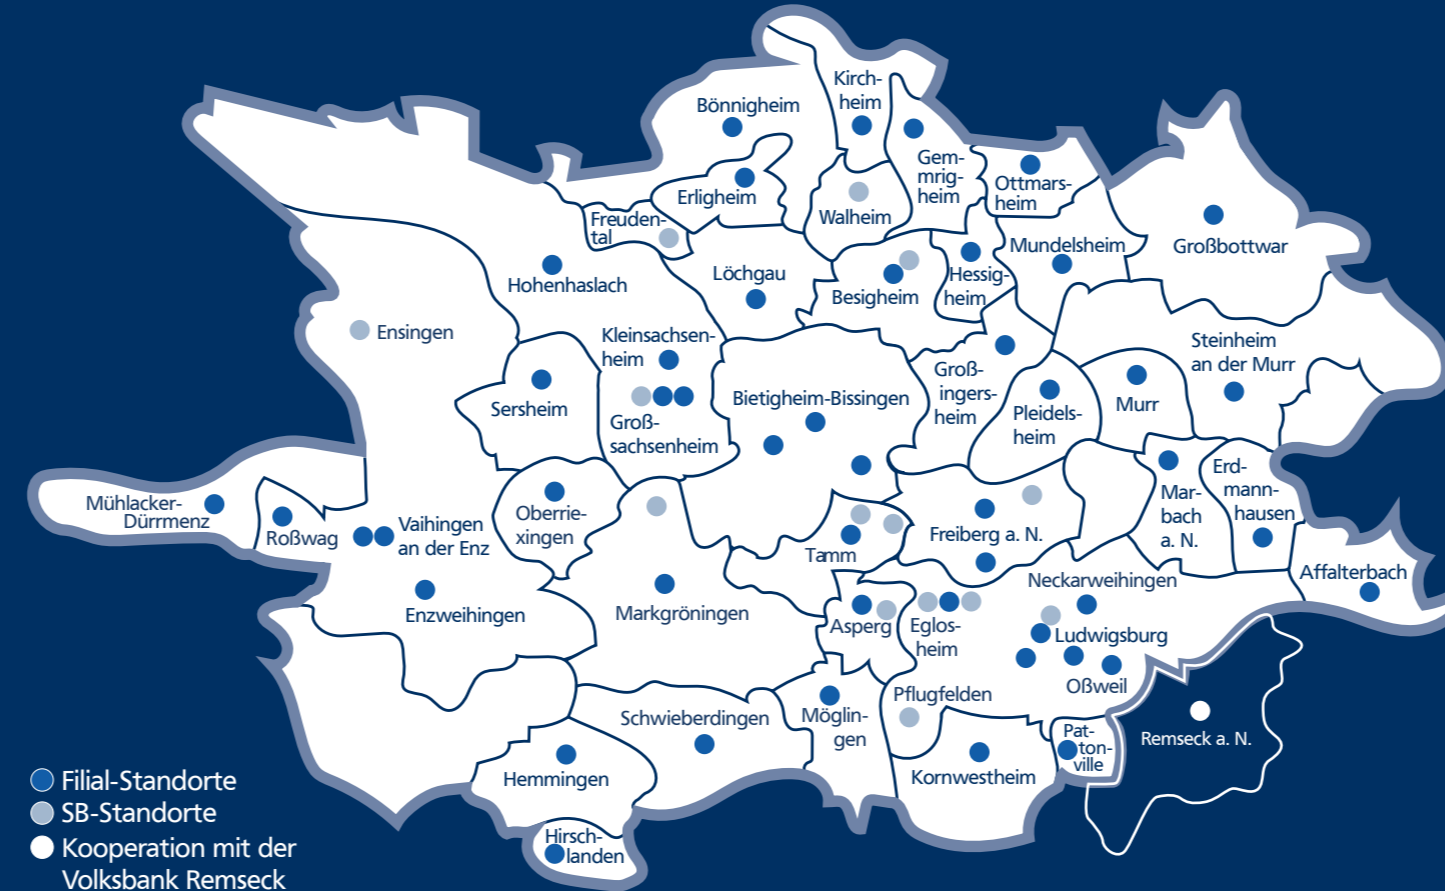 Kirch-
heim
Bönnigheim
Gem-
mrig-
heim
Ottmars-
heim
Erligheim
Walheim
Freuden-
tal
Großbottwar
Mundelsheim
Hohenhaslach
Löchgau
Besigheim
Hessig-
heim
Ensingen
Kleinsachsen-
heim
Steinheim
an der Murr
Sersheim
Groß-
sachsenheim
Bietigheim-Bissingen
Groß-
ingers-
heim
Pleidels-
heim
Murr
Mühlacker-
Dürrmenz
Roßwag
Vaihingen
an der Enz
Oberrie-
xingen
Tamm
Freiberg a. N.
Mar-
bach
a. N.
Erd-
mann-
hausen
Affalterbach
Enzweihingen
Markgröningen
Asperg
Eglos-
heim
Neckarweihingen
Ludwigsburg
Oßweil
Pflugfelden
Schwieberdingen
Möglin-
gen
Hemmingen
Kornwestheim
Pat-
ton-
ville
Remseck a. N.
Hirsch-
landen
Filial-Standorte
SB-Standorte
Kooperation mit der
Volksbank Remseck